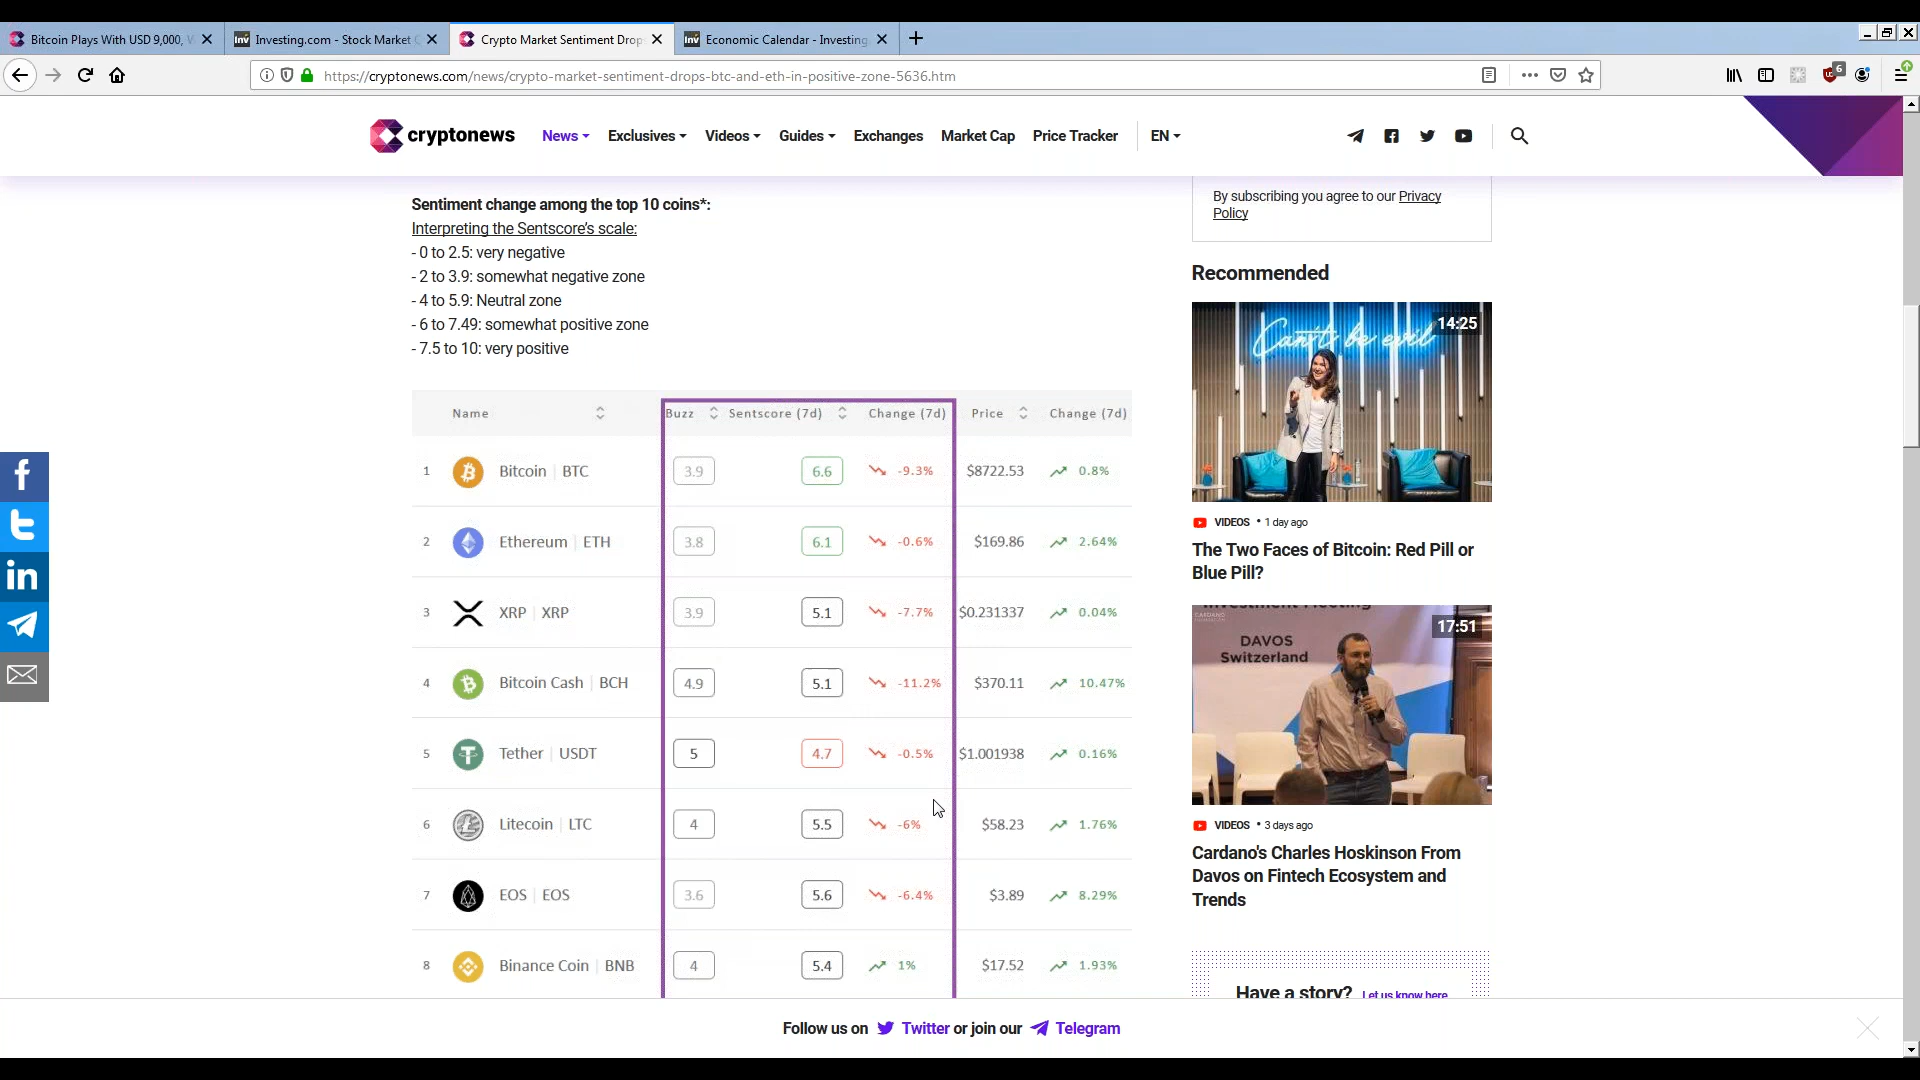 Bitcoin Plays With USD 9,000,
Investing.com - Stock Market
Crypto Market Sentiment Drop
Economic Calendar - Investing
https://cryptonews.com/news/crypto-market-sentiment-drops-btc-and-eth-in-positive-zone-5636.htm
6
cryptonews
News
Exclusives
Videos
Guides
Exchanges
Market Cap
Price Tracker
EN
Sentiment change among the top 10 coins*:
Interpreting the Sentscore's scale:
- 0 to 2.5: very negative
- 2 to 3.9: somewhat negative zone
- 4 to 5.9: Neutral zone
- 6 to 7.49: somewhat positive zone
- 7.5 to 10: very positive
Name Buzz Sentscore (7d) Change (7d) Price Change (7d)
1 Bitcoin BTC 3.9 6.6 -9.3% $8722.53 0.8%
2 Ethereum ETH 3.8 6.1 -0.6% $169.86 2.64%
3 XRP XRP 3.9 5.1 -7.7% $0.231337 0.04%
4 Bitcoin Cash BCH 4.9 5.1 -11.2% $370.11 10.47%
5 Tether USDT 5 4.7 -0.5% $1.001938 0.16%
6 Litecoin LTC 4 5.5 -6% $58.23 1.76%
7 EOS EOS 3.6 5.6 -6.4% $3.89 8.29%
8 Binance Coin BNB 4 5.4 1% $17.52 1.93%
By subscribing you agree to our Privacy
Policy
Recommended
Can't be evil
14:25
VIDEOS • 1 day ago
The Two Faces of Bitcoin: Red Pill or
Blue Pill?
Investment Meeting
CARDANO
DAVOS
Switzerland
17:51
VIDEOS • 3 days ago
Cardano's Charles Hoskinson From
Davos on Fintech Ecosystem and
Trends
Have a story? Let us know here
Follow us on Twitter or join our Telegram